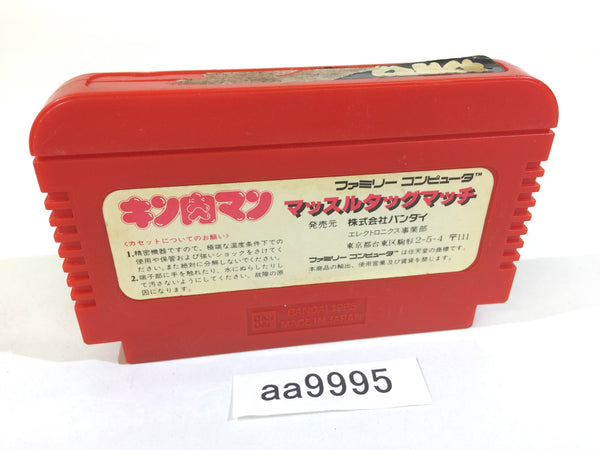 キン肉マン
ファミリー コンピュータ™
マッスルタッグマッチ
発売元 株式会社バンダイ
エレクトロニクス事業部
東京都台東区駒形2-5-4 〒111
ファミリー コンピュータ™は任天堂の商標です。
本商品の輸出、使用営業及び賃貸を禁じます。
〈カセットについてのお願い〉
1.精密機器ですので、極端な温度条件下での
使用や保管および強いショックをさけてく
ださい。また絶対に分解しないでください。
2.端子部に手を触れたり、水にぬらしたりし
て汚さないようにしてください。故障の原
因になります。
BANDAI 1985
MADE IN JAPAN
aa9995